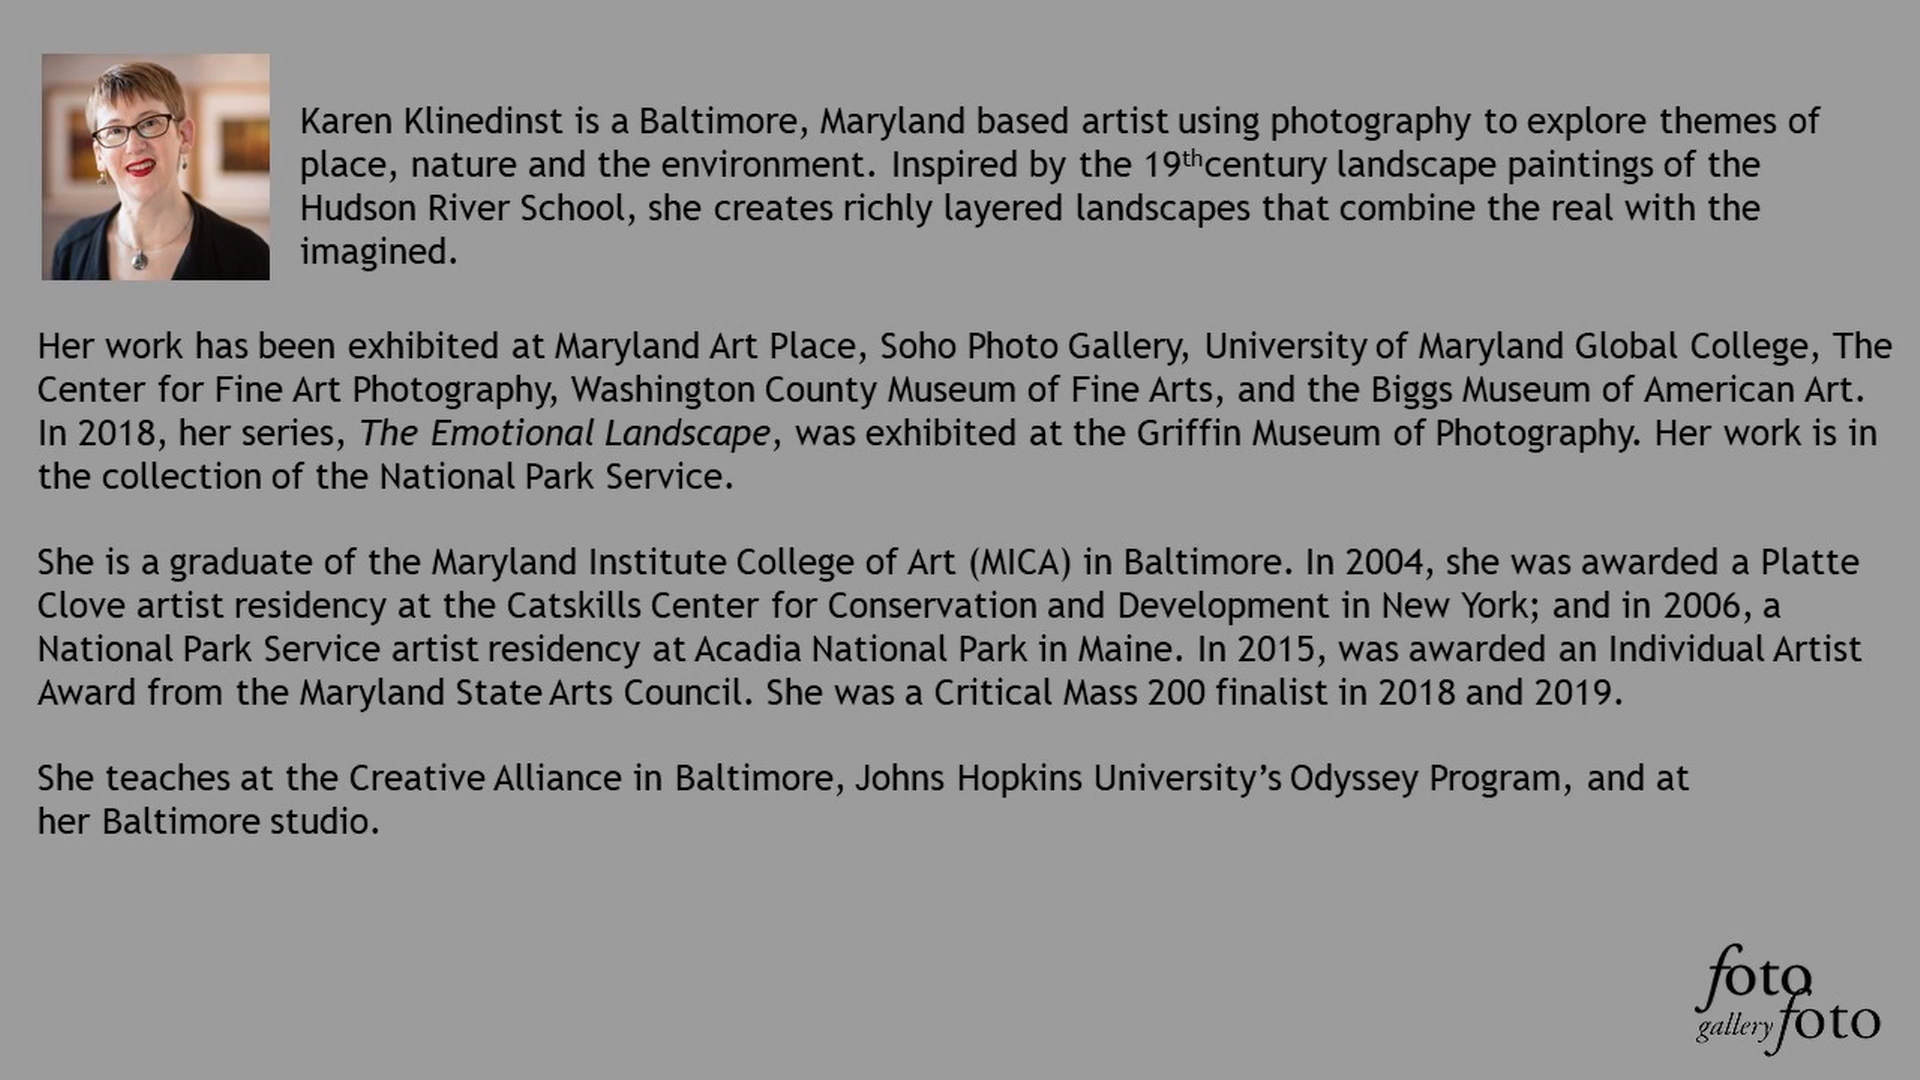 Karen Klinedinst is a Baltimore, Maryland based artist using photography to explore themes of
place, nature and the environment. Inspired by the 19thcentury landscape paintings of the
Hudson River School, she creates richly layered landscapes that combine the real with the
imagined.
Her work has been exhibited at Maryland Art Place, Soho Photo Gallery, University of Maryland Global College, The
Center for Fine Art Photography, Washington County Museum of Fine Arts, and the Biggs Museum of American Art.
In 2018, her series, The Emotional Landscape, was exhibited at the Griffin Museum of Photography. Her work is in
the collection of the National Park Service.
She is a graduate of the Maryland Institute College of Art (MICA) in Baltimore. In 2004, she was awarded a Platte
Clove artist residency at the Catskills Center for Conservation and Development in New York; and in 2006, a
National Park Service artist residency at Acadia National Park in Maine. In 2015, was awarded an Individual Artist
Award from the Maryland State Arts Council. She was a Critical Mass 200 finalist in 2018 and 2019.
She teaches at the Creative Alliance in Baltimore, Johns Hopkins University’s Odyssey Program, and at
her Baltimore studio.
foto
gallery foto